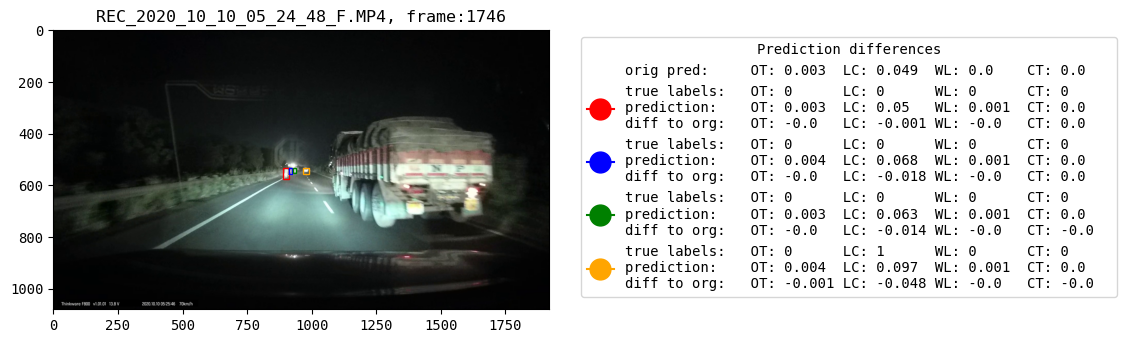 REC_2020_10_10_05_24_48_F.MP4, frame:1746
0
200
400
600
800
1000
0 250 500 750 1000 1250 1500 1750
Prediction differences
orig pred: OT: 0.003 LC: 0.049 WL: 0.0 CT: 0.0
true labels: OT: 0 LC: 0 WL: 0 CT: 0
prediction: OT: 0.003 LC: 0.05 WL: 0.001 CT: 0.0
diff to org: OT: -0.0 LC: -0.001 WL: -0.0 CT: 0.0
true labels: OT: 0 LC: 0 WL: 0 CT: 0
prediction: OT: 0.004 LC: 0.068 WL: 0.001 CT: 0.0
diff to org: OT: -0.0 LC: -0.018 WL: -0.0 CT: 0.0
true labels: OT: 0 LC: 0 WL: 0 CT: 0
prediction: OT: 0.003 LC: 0.063 WL: 0.001 CT: 0.0
diff to org: OT: -0.0 LC: -0.014 WL: -0.0 CT: -0.0
true labels: OT: 0 LC: 1 WL: 0 CT: 0
prediction: OT: 0.004 LC: 0.097 WL: 0.001 CT: 0.0
diff to org: OT: -0.001 LC: -0.048 WL: -0.0 CT: -0.0